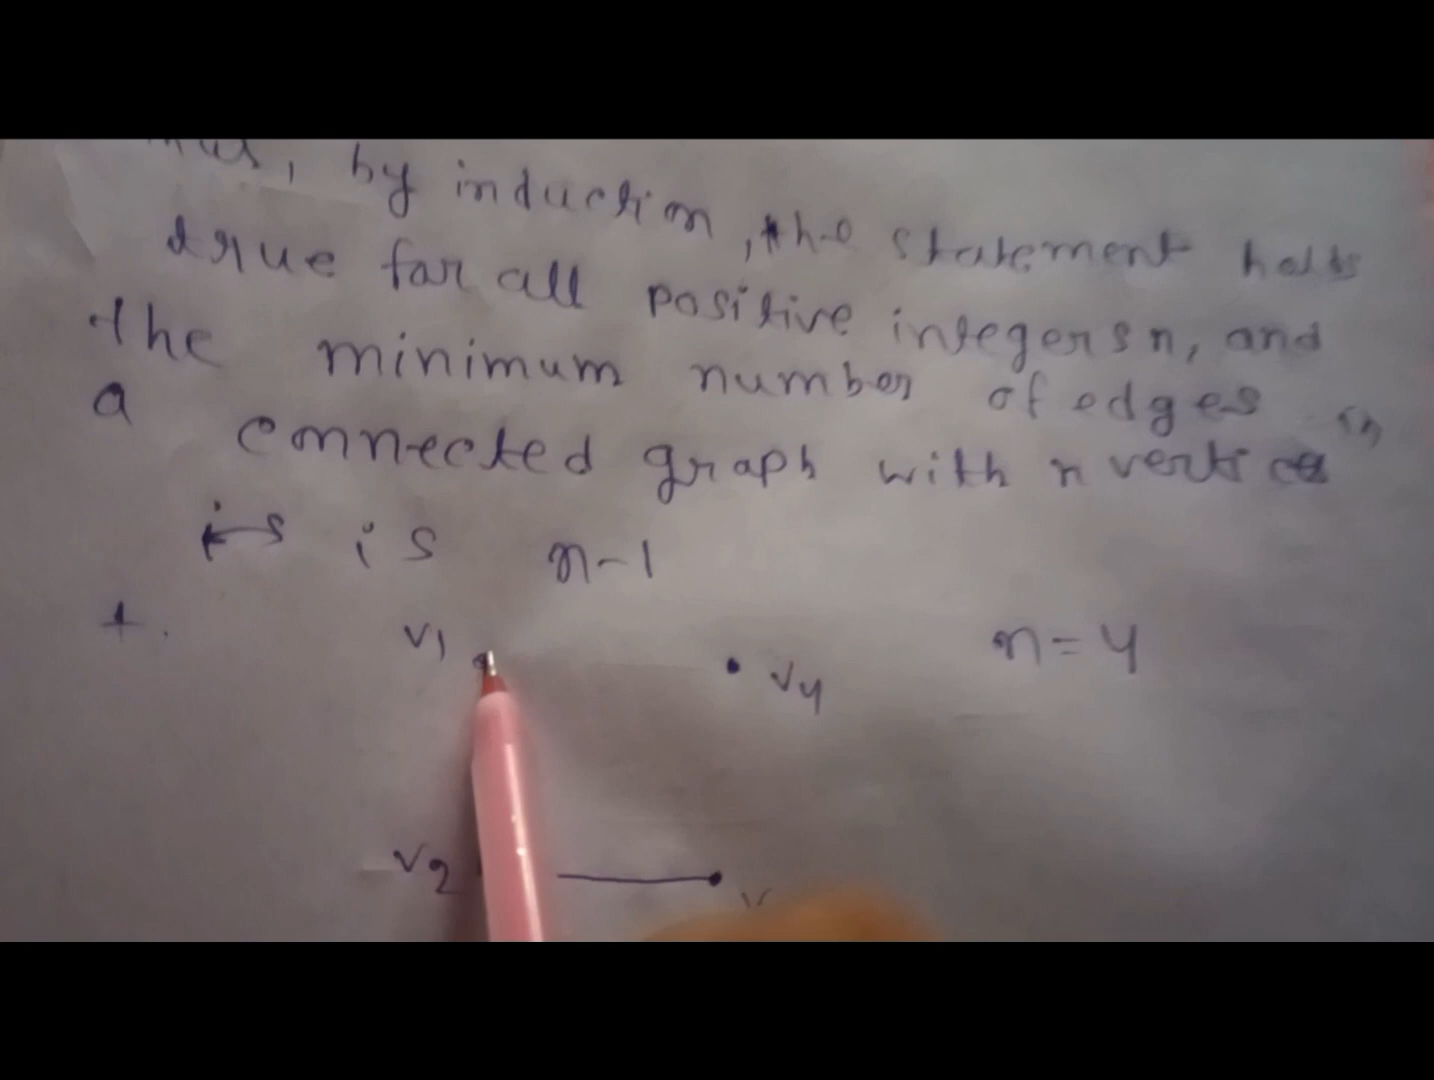 by induction, the statement holds
true for all positive integers n, and
the minimum number of edges in
a connected graph with n vertices
is n-1
V1 V4 n=4
V2